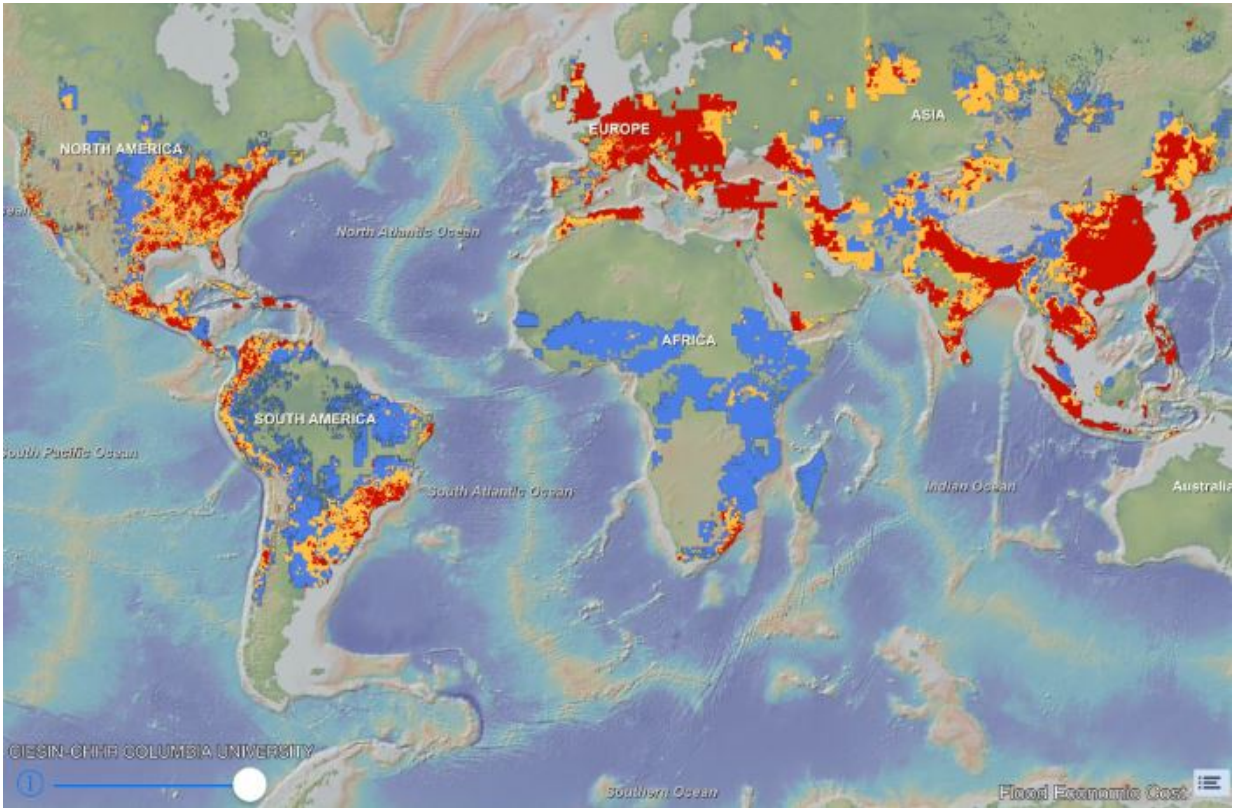 ASIA
EUROPE
NORTH AMERICA
North Atlantic Ocean
AFRICA
SOUTH AMERICA
South Pacific Ocean
South Atlantic Ocean
Indian Ocean
Australia
CIESIN-CHRR COLUMBIA UNIVERSITY
Southern Ocean
Flood Economic Cost